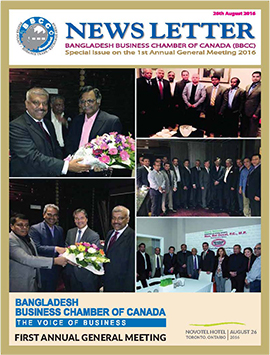 26th August 2016
BBCC
NEWS LETTER
BANGLADESH BUSINESS CHAMBER OF CANADA (BBCC)
Special Issue on the 1st Annual General Meeting 2016
BANGLADESH
BUSINESS CHAMBER OF CANADA
THE VOICE OF BUSINESS
FIRST ANNUAL GENERAL MEETING
NOVOTEL HOTEL | AUGUST 26
TORONTO, ONTARIO | 2016